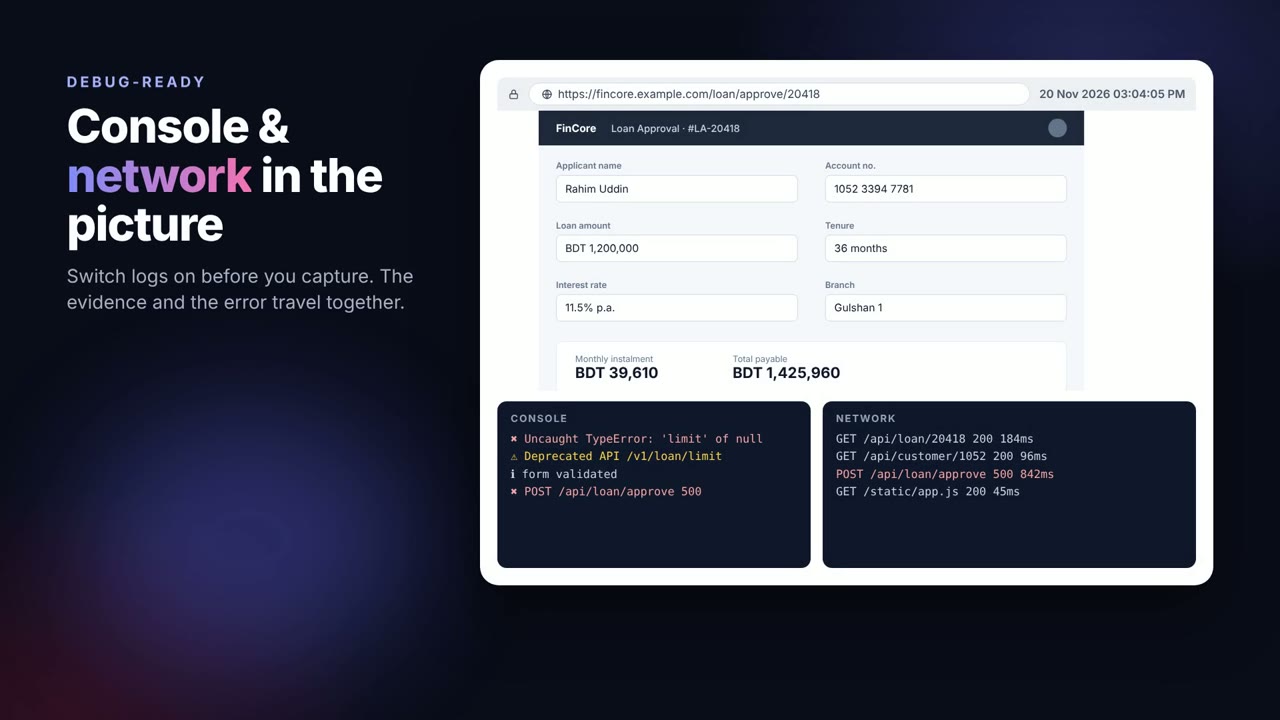 DEBUG-READY
Console &
network in the
picture
Switch logs on before you capture. The
evidence and the error travel together.
https://fincore.example.com/loan/approve/20418
20 Nov 2026 03:04:05 PM
FinCore
Loan Approval · #LA-20418
Applicant name
Account no.
Rahim Uddin
1052 3394 7781
Loan amount
Tenure
BDT 1,200,000
36 months
Interest rate
Branch
11.5% p.a.
Gulshan 1
Monthly instalment
Total payable
BDT 39,610
BDT 1,425,960
CONSOLE
✖ Uncaught TypeError: 'limit' of null
⚠ Deprecated API /v1/loan/limit
ℹ form validated
✖ POST /api/loan/approve 500
NETWORK
GET /api/loan/20418 200 184ms
GET /api/customer/1052 200 96ms
POST /api/loan/approve 500 842ms
GET /static/app.js 200 45ms